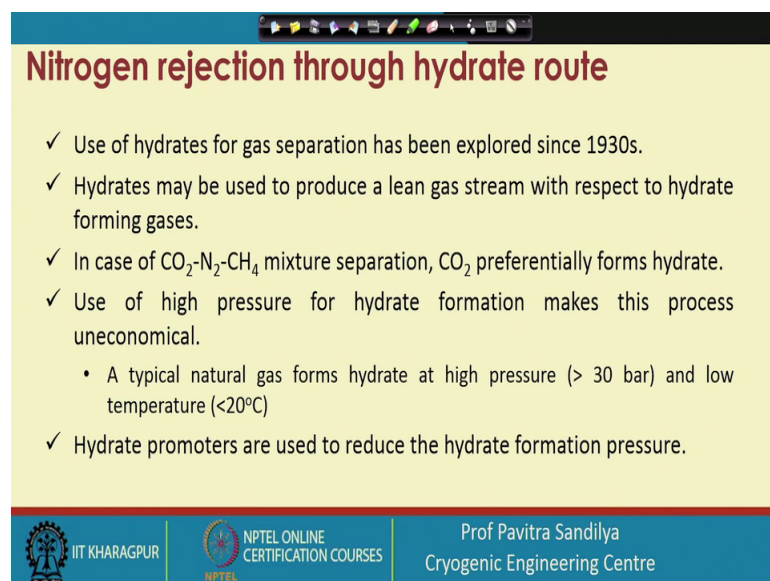 Nitrogen rejection through hydrate route
✓ Use of hydrates for gas separation has been explored since 1930s.
✓ Hydrates may be used to produce a lean gas stream with respect to hydrate
forming gases.
✓ In case of CO₂-N₂-CH₄ mixture separation, CO₂ preferentially forms hydrate.
✓ Use of high pressure for hydrate formation makes this process
uneconomical.
• A typical natural gas forms hydrate at high pressure (> 30 bar) and low
temperature (<20°C)
✓ Hydrate promoters are used to reduce the hydrate formation pressure.
IIT KHARAGPUR
NPTEL
NPTEL ONLINE
CERTIFICATION COURSES
Prof Pavitra Sandilya
Cryogenic Engineering Centre